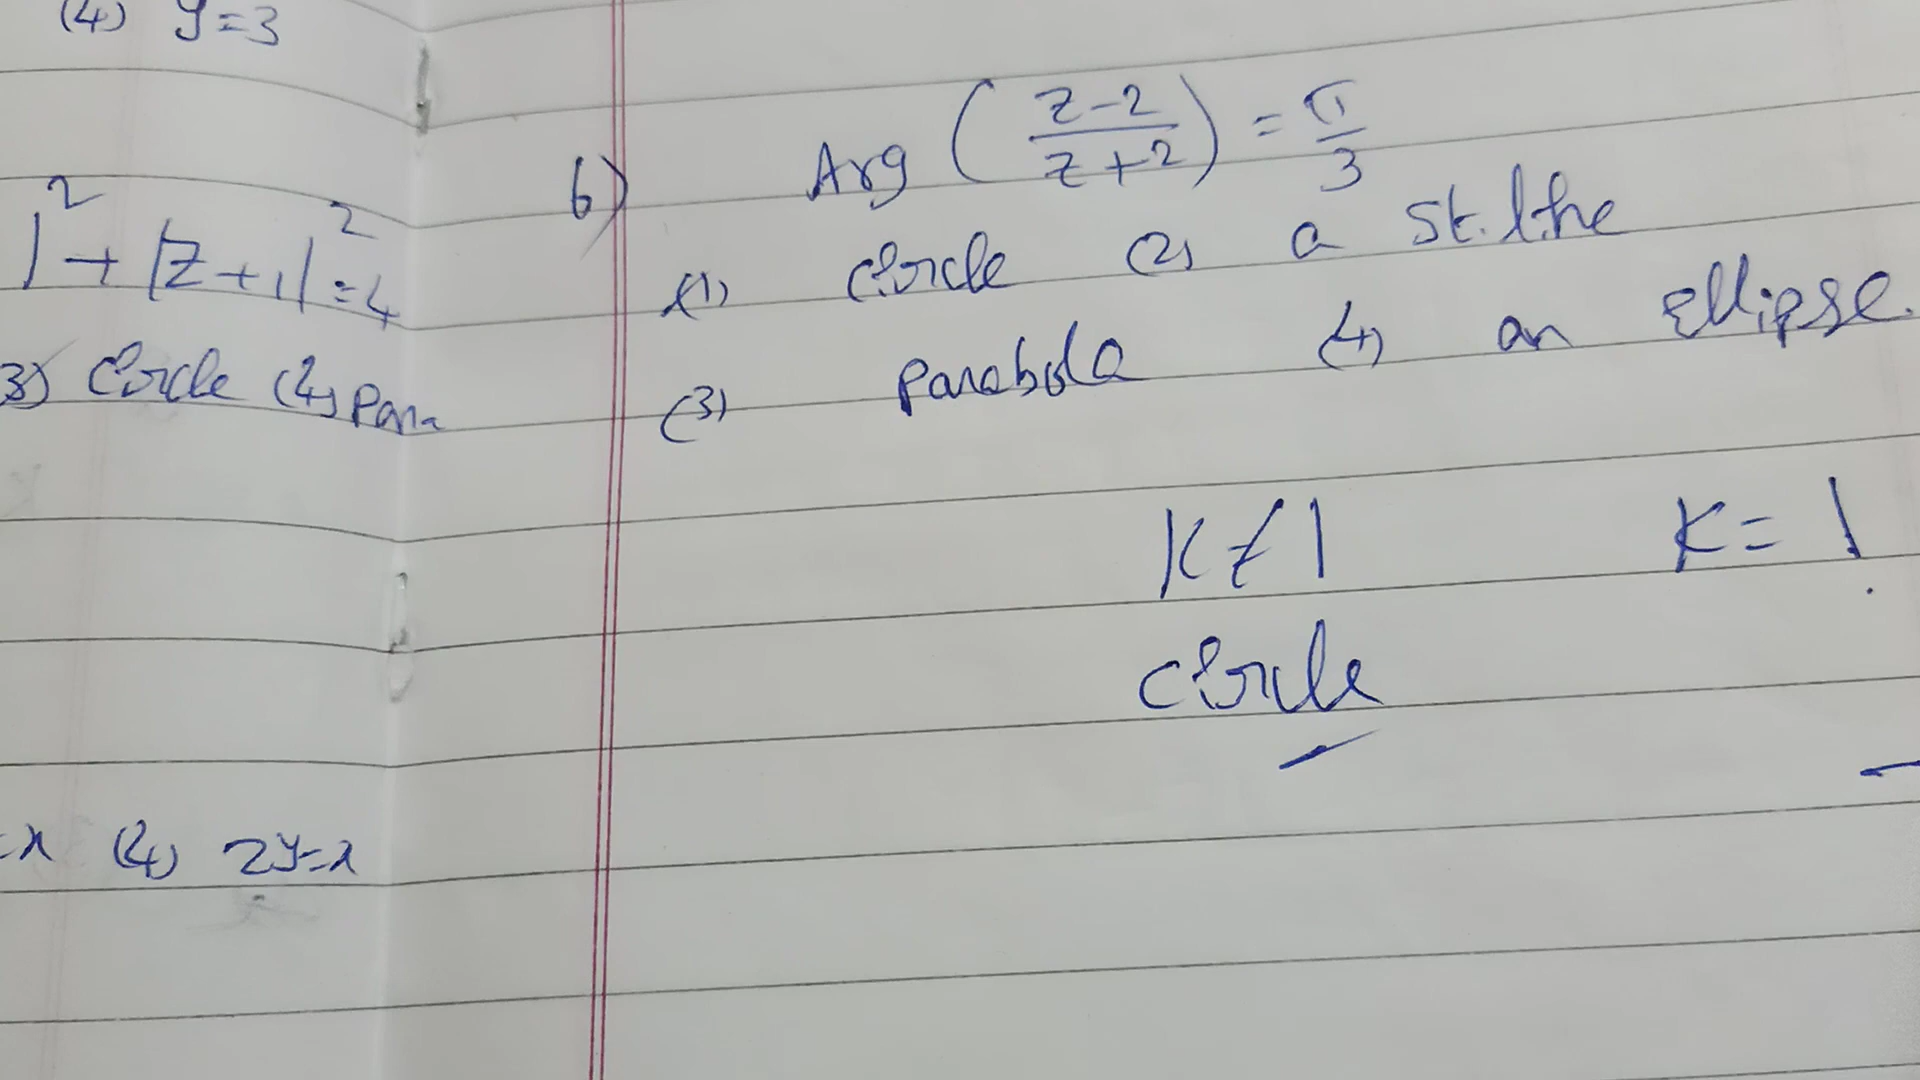 (4) y=3
|² + |z+1|² = 4
3) Circle (4) Para
=x (4) 2y=x
6) Arg ( z-2 / z+2 ) = π/3
(1) circle (2) a st. line
(3) parabola (4) an ellipse.
K≠1 K=1
circle